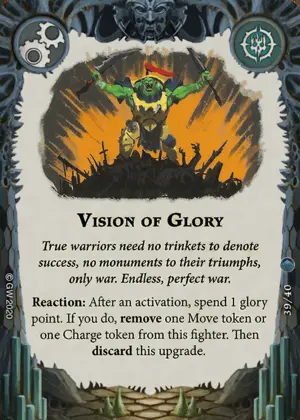 VISION OF GLORY
True warriors need no trinkets to denote
success, no monuments to their triumphs,
only war. Endless, perfect war.
Reaction: After an activation, spend 1 glory
point. If you do, remove one Move token or
one Charge token from this fighter. Then
discard this upgrade.
© GW 2020
39/40